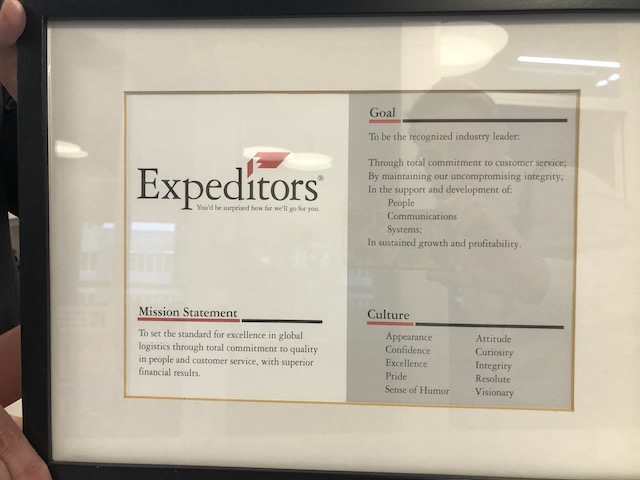 Expeditors®
You'd be surprised how far we'll go for you.
Mission Statement
To set the standard for excellence in global
logistics through total commitment to quality
in people and customer service, with superior
financial results.
Goal
To be the recognized industry leader:
Through total commitment to customer service;
By maintaining our uncompromising integrity;
In the support and development of:
People
Communications
Systems;
In sustained growth and profitability.
Culture
Appearance
Confidence
Excellence
Pride
Sense of Humor
Attitude
Curiosity
Integrity
Resolute
Visionary